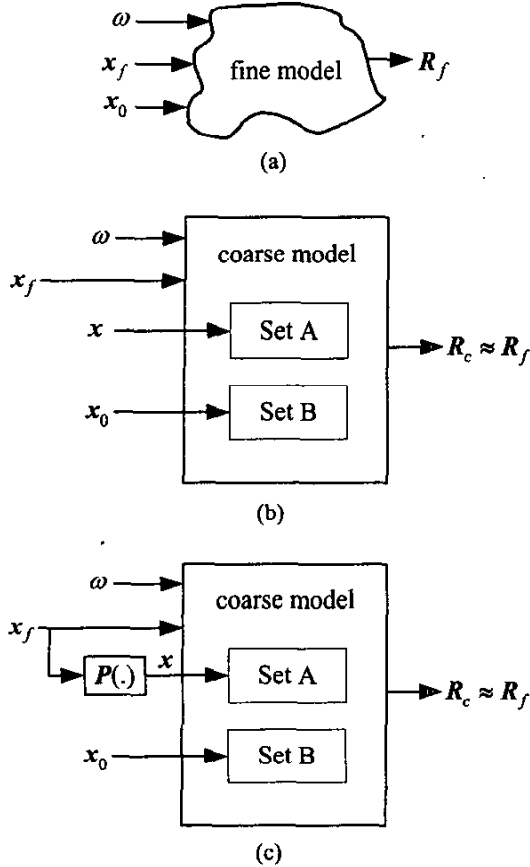 ω
x_f
fine model
R_f
x_0
(a)
ω
coarse model
x_f
x
Set A
R_c ≈ R_f
x_0
Set B
(b)
ω
coarse model
x_f
P(.)
x
Set A
R_c ≈ R_f
x_0
Set B
(c)